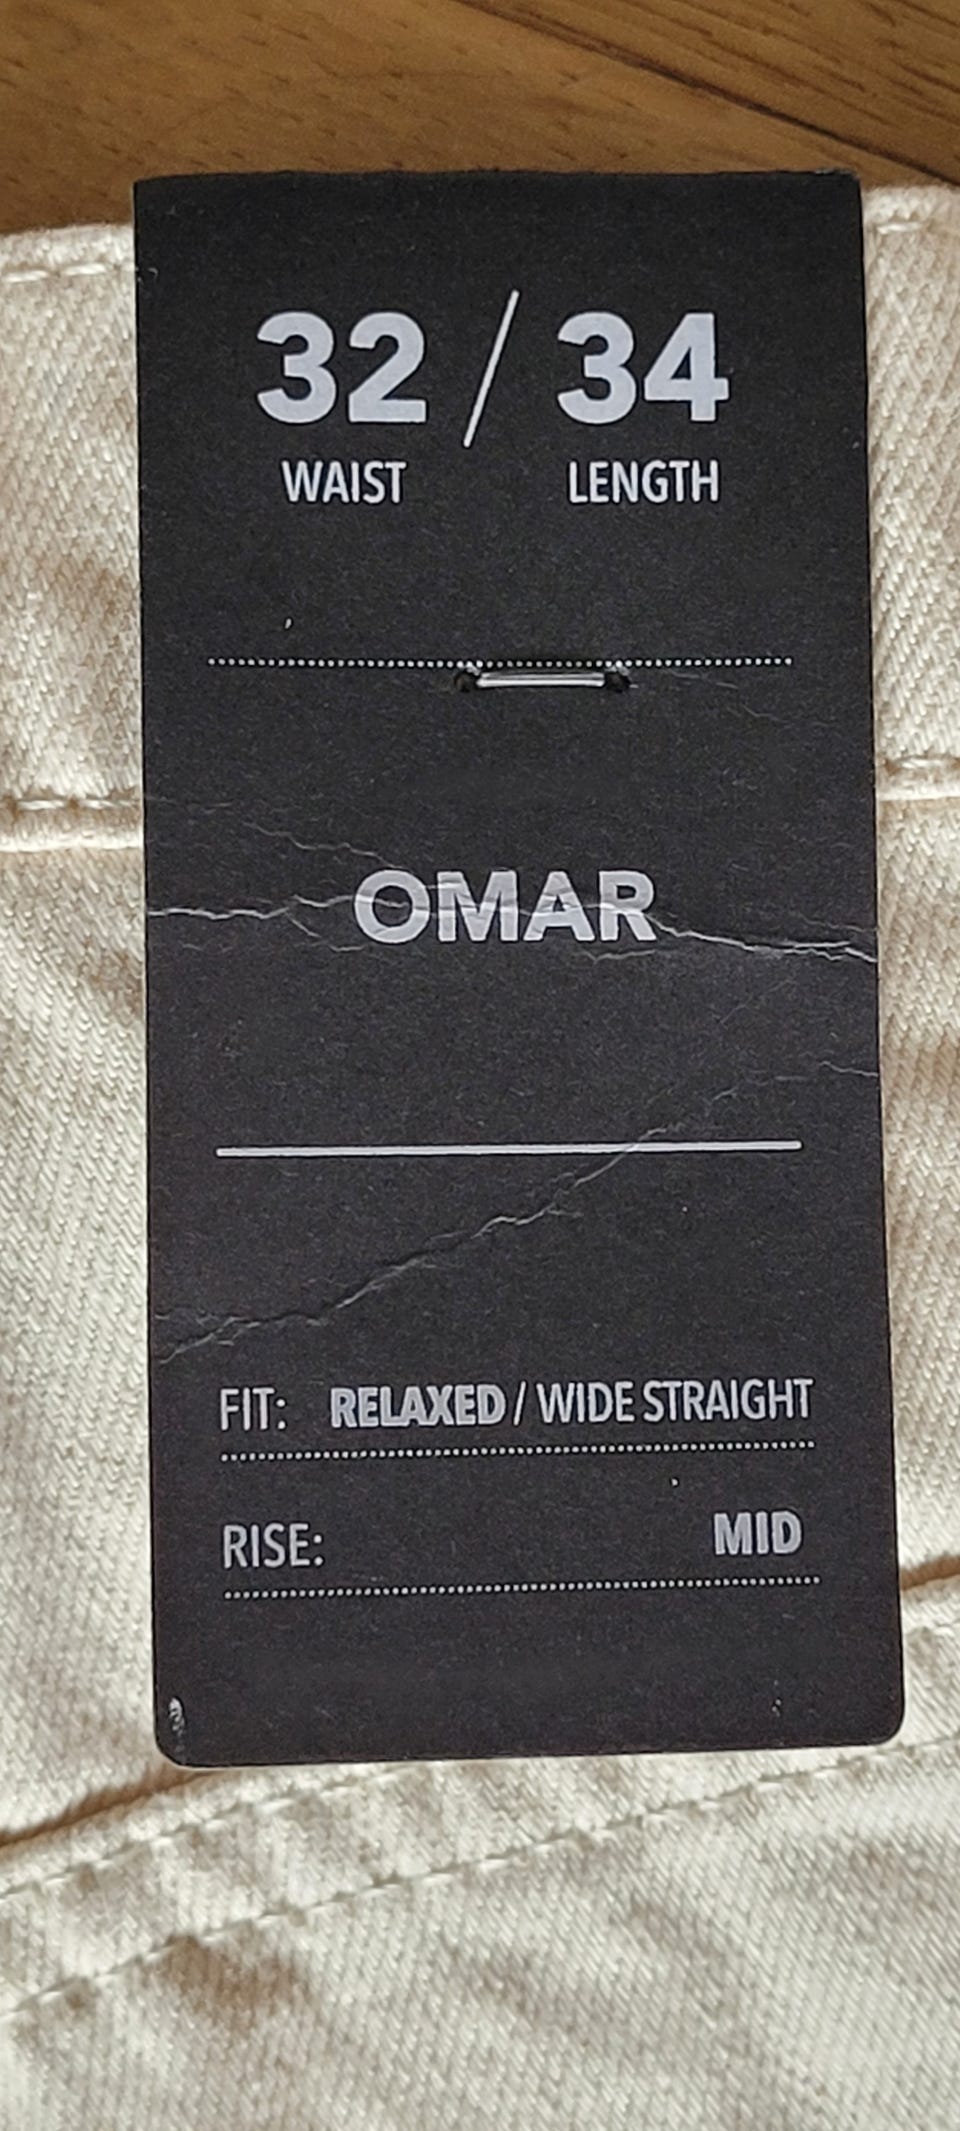 32 / 34
WAIST LENGTH
OMAR
FIT: RELAXED / WIDE STRAIGHT
RISE: MID